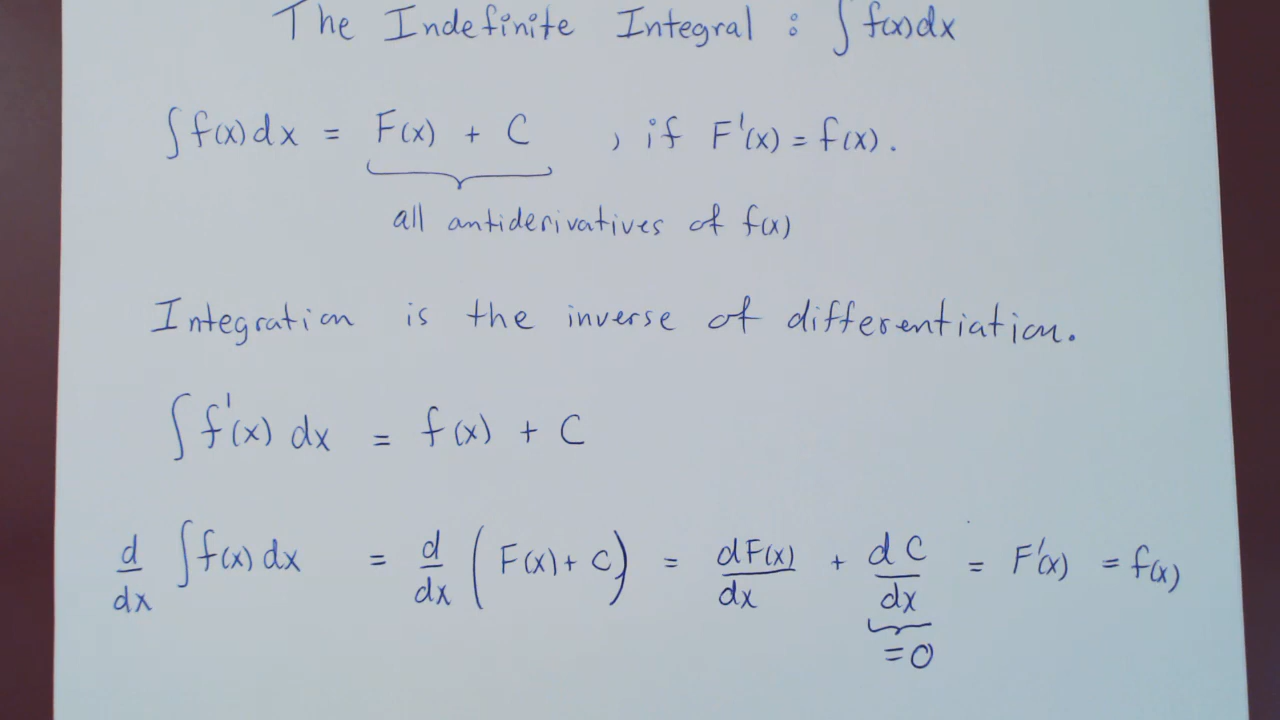 The Indefinite Integral : ∫ f(x) dx
∫ f(x) dx = F(x) + C , if F'(x) = f(x).
all antiderivatives of f(x)
Integration is the inverse of differentiation.
∫ f'(x) dx = f(x) + C
d/dx ∫ f(x) dx = d/dx ( F(x) + C ) = dF(x)/dx + dC/dx = F'(x) = f(x)
= 0